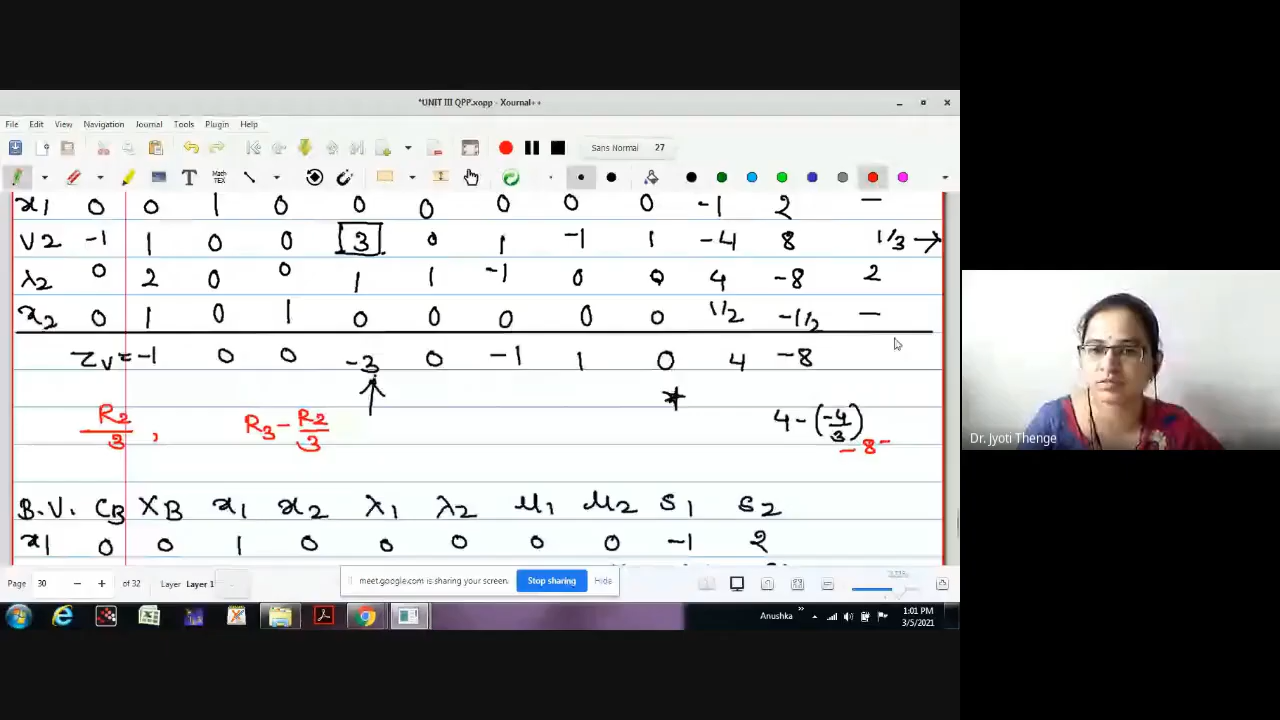 *UNIT III QPP.xopp - Xournal++
File Edit View Navigation Journal Tools Plugin Help
Sans Normal 27
x1 0 0 1 0 0 0 0 0 0 -1 2 —
V2 -1 1 0 0 3 0 1 -1 1 -4 8 1/3 →
λ2 0 2 0 0 1 1 -1 0 0 4 -8 2
x2 0 1 0 1 0 0 0 0 0 1/2 -1/2 —
ZV = -1 0 0 -3 0 -1 1 0 4 -8
↑ *
R2/3 , R3 - R2/3 4 - (-4/3)
-8-
B.V. CB XB x1 x2 λ1 λ2 μ1 μ2 S1 S2
x1 0 0 1 0 0 0 0 0 -1 2
Page 30 of 32 Layer Layer 1
meet.google.com is sharing your screen. Stop sharing Hide
Anushka
1:01 PM
3/5/2021
Dr. Jyoti Thenge